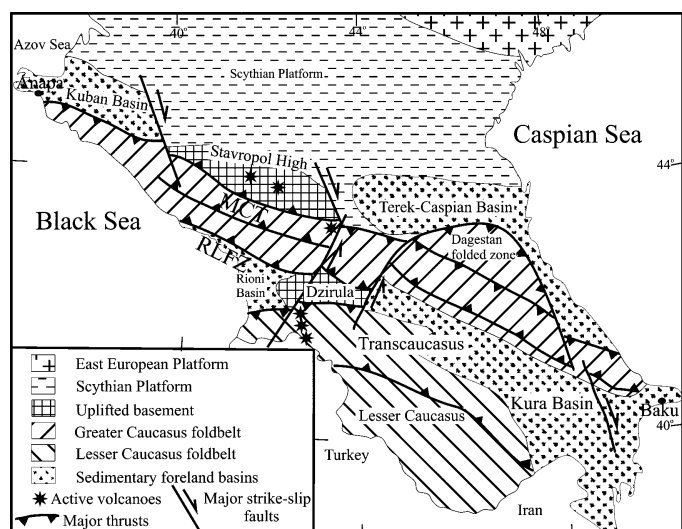 40°
44°
48°
Azov Sea
Scythian Platform
Anapa
Kuban Basin
Caspian Sea
Stavropol High
44°
MCT
Terek-Caspian Basin
Black Sea
Dagestan
folded zone
RLFZ
Rioni
Basin
Dzirula
Transcaucasus
East European Platform
Scythian Platform
Uplifted basement
Kura Basin
Baku
Lesser Caucasus
40°
Greater Caucasus foldbelt
Lesser Caucasus foldbelt
Turkey
Sedimentary foreland basins
Active volcanoes
Major strike-slip
faults
Iran
Major thrusts